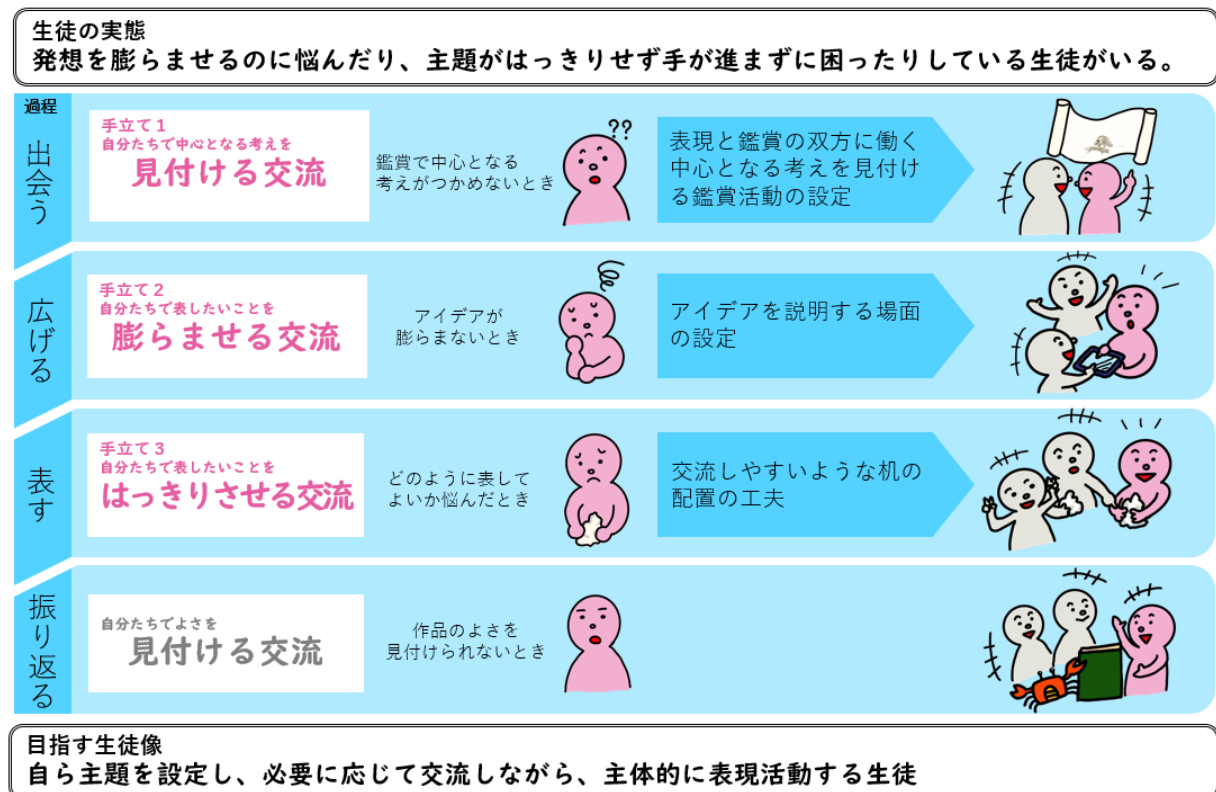 生徒の実態
発想を膨らませるのに悩んだり、主題がはっきりせず手が進まずに困ったりしている生徒がいる。
過程
出会う
手立て１
自分たちで中心となる考えを
見付ける交流
鑑賞で中心となる
考えがつかめないとき
??
表現と鑑賞の双方に働く
中心となる考えを見付け
る鑑賞活動の設定
広げる
手立て２
自分たちで表したいことを
膨らませる交流
アイデアが
膨らまないとき
アイデアを説明する場面
の設定
表す
手立て３
自分たちで表したいことを
はっきりさせる交流
どのように表して
よいか悩んだとき
交流しやすいような机の
配置の工夫
振り返る
自分たちでよさを
見付ける交流
作品のよさを
見付けられないとき
目指す生徒像
自ら主題を設定し、必要に応じて交流しながら、主体的に表現活動する生徒